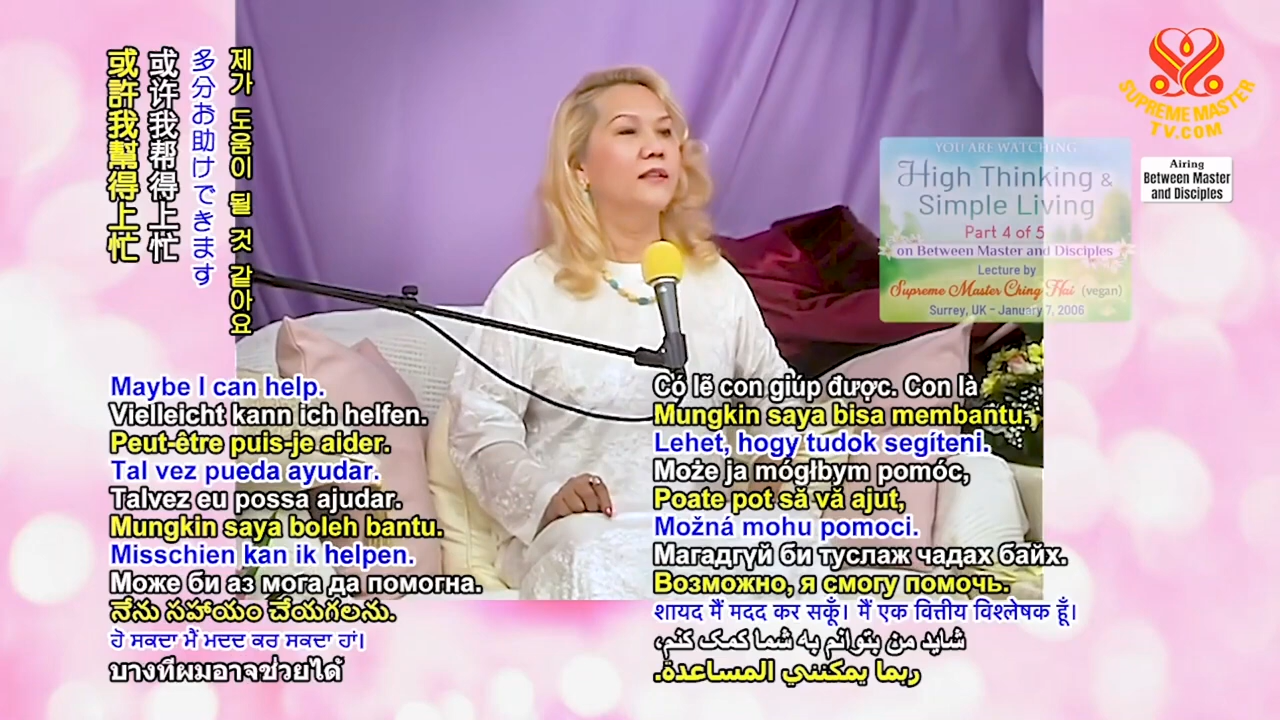 或許我幫得上忙
或许我帮得上忙
多分お助けできます
제가 도움이 될 것 같아요
Maybe I can help.
Vielleicht kann ich helfen.
Peut-être puis-je aider.
Tal vez pueda ayudar.
Talvez eu possa ajudar.
Mungkin saya boleh bantu.
Misschien kan ik helpen.
Може би аз мога да помогна.
నేను సహాయం చేయగలను.
ਹੋ ਸਕਦਾ ਮੈਂ ਮਦਦ ਕਰ ਸਕਦਾ ਹਾਂ।
บางทีผมอาจช่วยได้
Có lẽ con giúp được. Con là
Mungkin saya bisa membantu.
Lehet, hogy tudok segíteni.
Może ja mógłbym pomóc,
Poate pot să vă ajut,
Možná mohu pomoci.
Магадгүй би туслаж чадах байх.
Возможно, я смогу помочь.
शायद मैं मदद कर सकूँ। मैं एक वित्तीय विश्लेषक हूँ।
شاید من بتوانم به شما کمک کنم،
ربما يمكنني المساعدة.
YOU ARE WATCHING
High Thinking &
Simple Living
Part 4 of 5
on Between Master and Disciples
Lecture by
Supreme Master Ching Hai (vegan)
Surrey, UK – January 7, 2006
SUPREME MASTER
TV.COM
Airing
Between Master
and Disciples